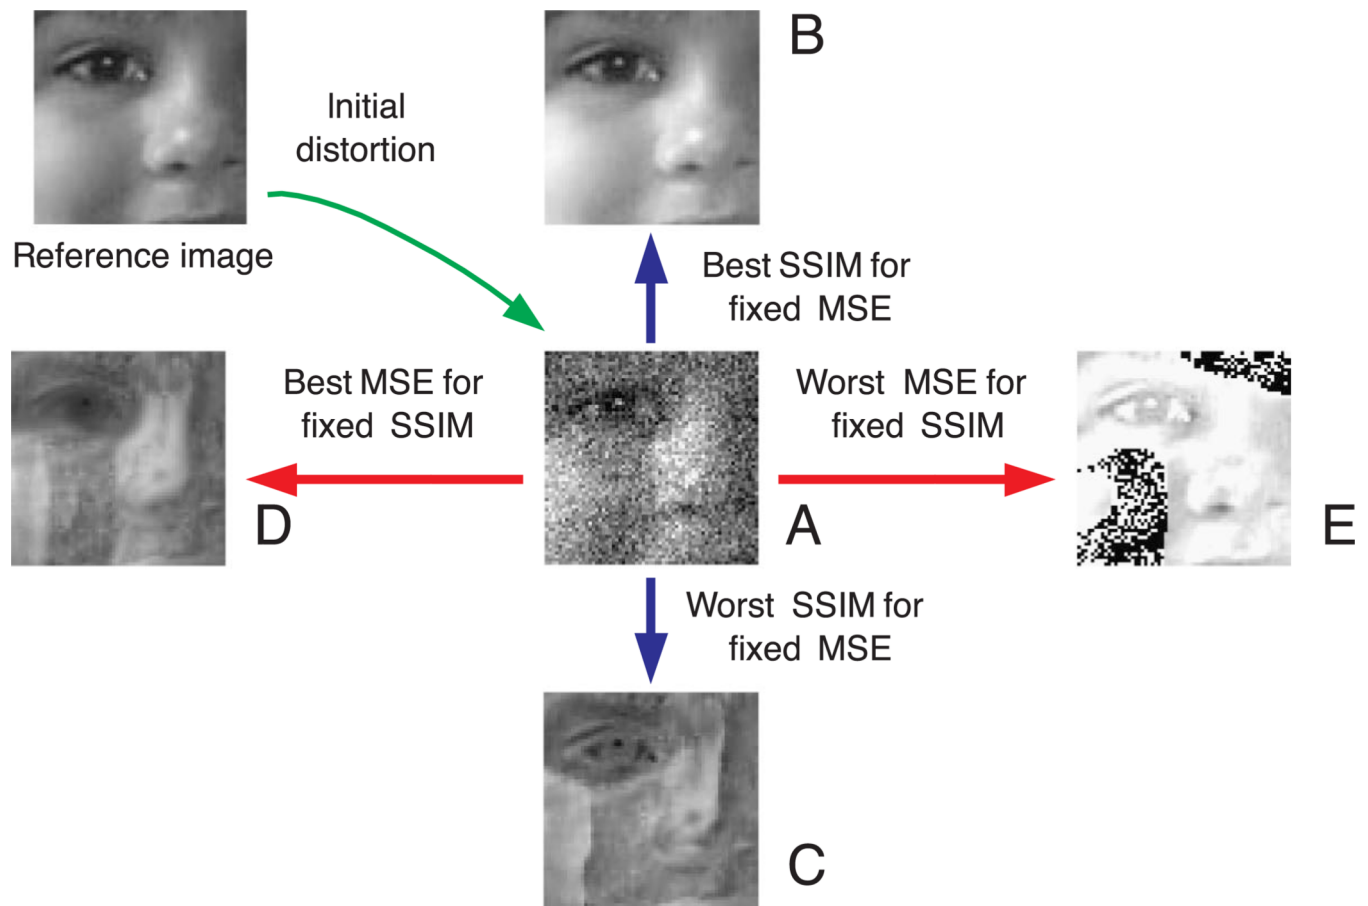 B
Initial
distortion
Reference image
Best SSIM for
fixed MSE
Best MSE for
fixed SSIM
Worst MSE for
fixed SSIM
D
A
E
Worst SSIM for
fixed MSE
C